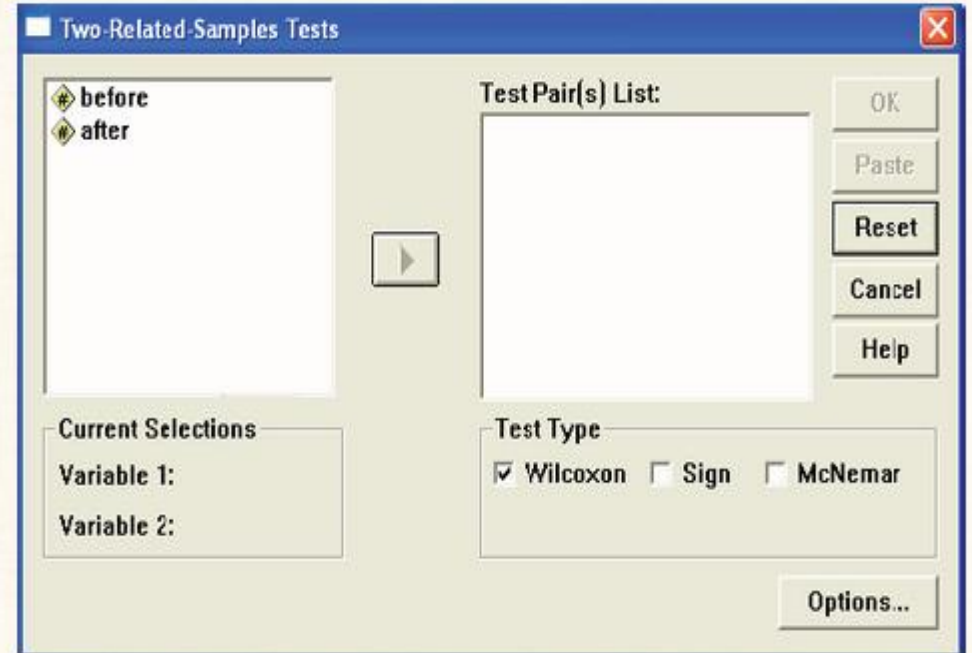 Two-Related-Samples Tests
before
after
Test Pair(s) List:
OK
Paste
Reset
Cancel
Help
Current Selections
Variable 1:
Variable 2:
Test Type
Wilcoxon Sign McNemar
Options...